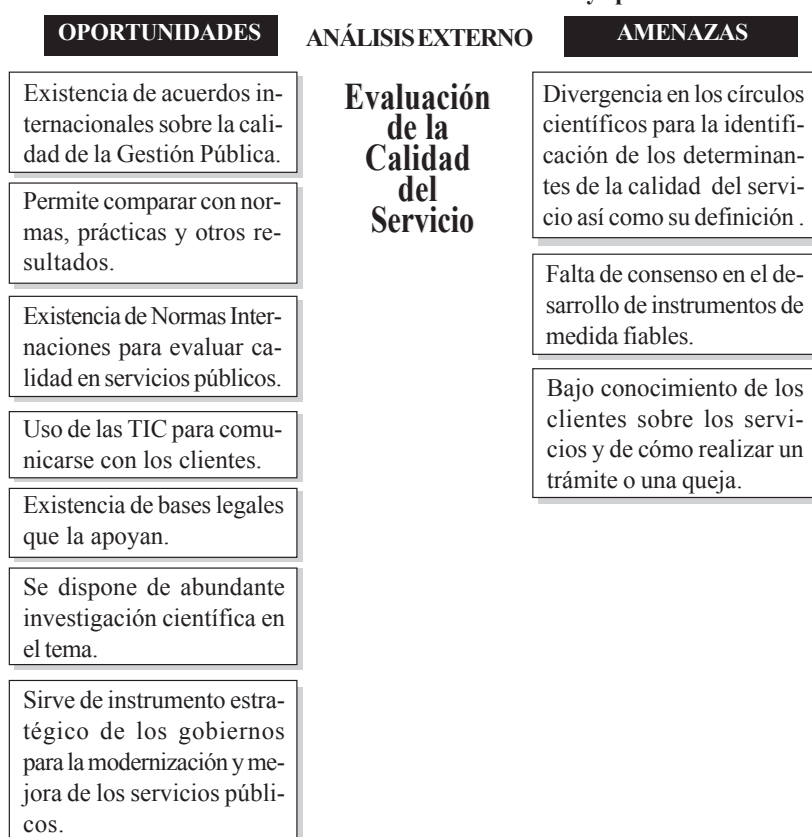 OPORTUNIDADES
ANÁLISIS EXTERNO
AMENAZAS
Existencia de acuerdos in-
ternacionales sobre la cali-
dad de la Gestión Pública.
Permite comparar con nor-
mas, prácticas y otros re-
sultados.
Existencia de Normas Inter-
naciones para evaluar ca-
lidad en servicios públicos.
Uso de las TIC para comu-
nicarse con los clientes.
Existencia de bases legales
que la apoyan.
Se dispone de abundante
investigación científica en
el tema.
Sirve de instrumento estra-
tégico de los gobiernos
para la modernización y me-
jora de los servicios públi-
cos.
Evaluación
de la
Calidad
del
Servicio
Divergencia en los círculos
científicos para la identifi-
cación de los determinan-
tes de la calidad del servi-
cio así como su definición .
Falta de consenso en el de-
sarrollo de instrumentos de
medida fiables.
Bajo conocimiento de los
clientes sobre los servi-
cios y de cómo realizar un
trámite o una queja.